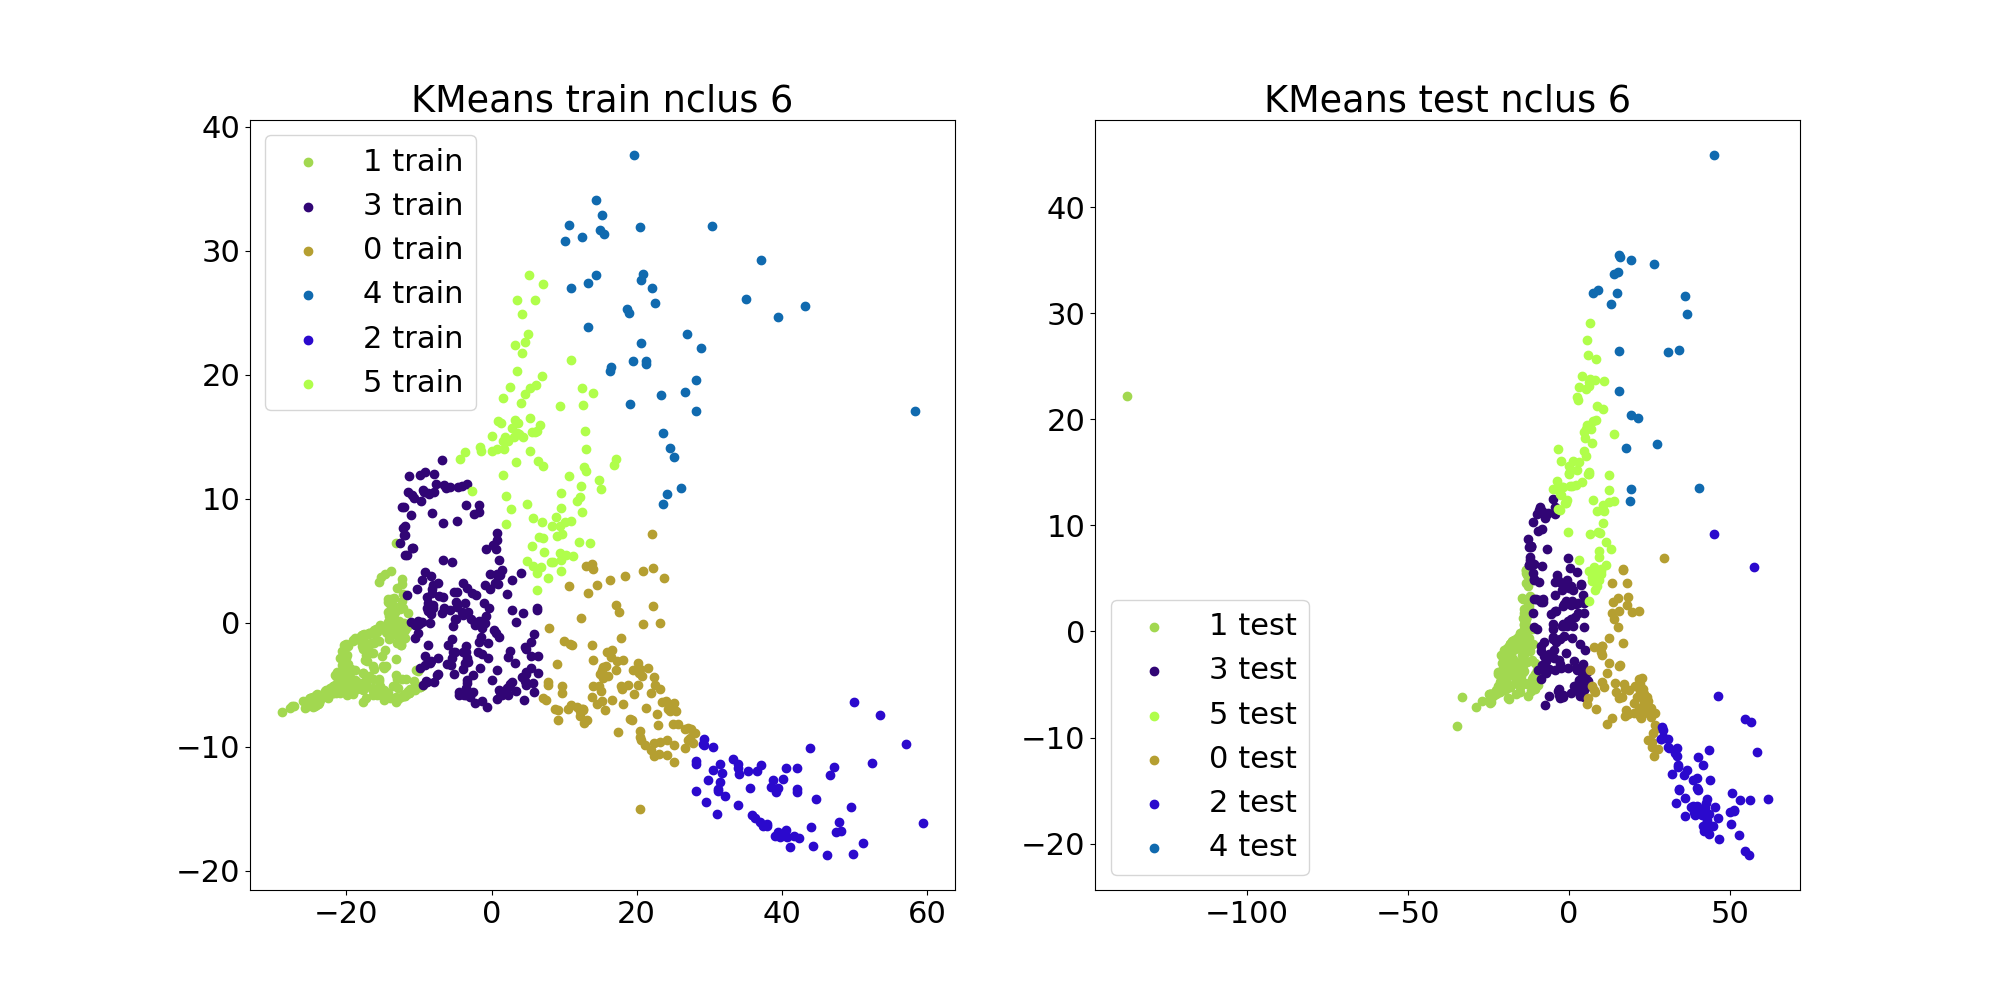 KMeans train nclus 6
40
30
20
10
0
−10
−20
−20 0 20 40 60
1 train
3 train
0 train
4 train
2 train
5 train
KMeans test nclus 6
40
30
20
10
0
−10
−20
−100 −50 0 50
1 test
3 test
5 test
0 test
2 test
4 test